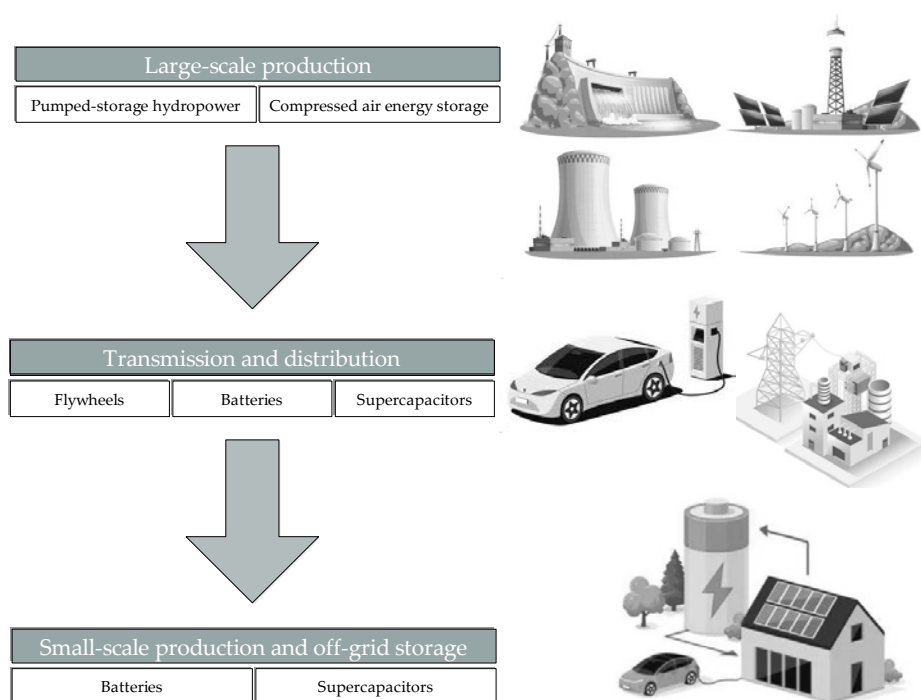 Large-scale production
Pumped-storage hydropower Compressed air energy storage
Transmission and distribution
Flywheels Batteries Supercapacitors
Small-scale production and off-grid storage
Batteries Supercapacitors